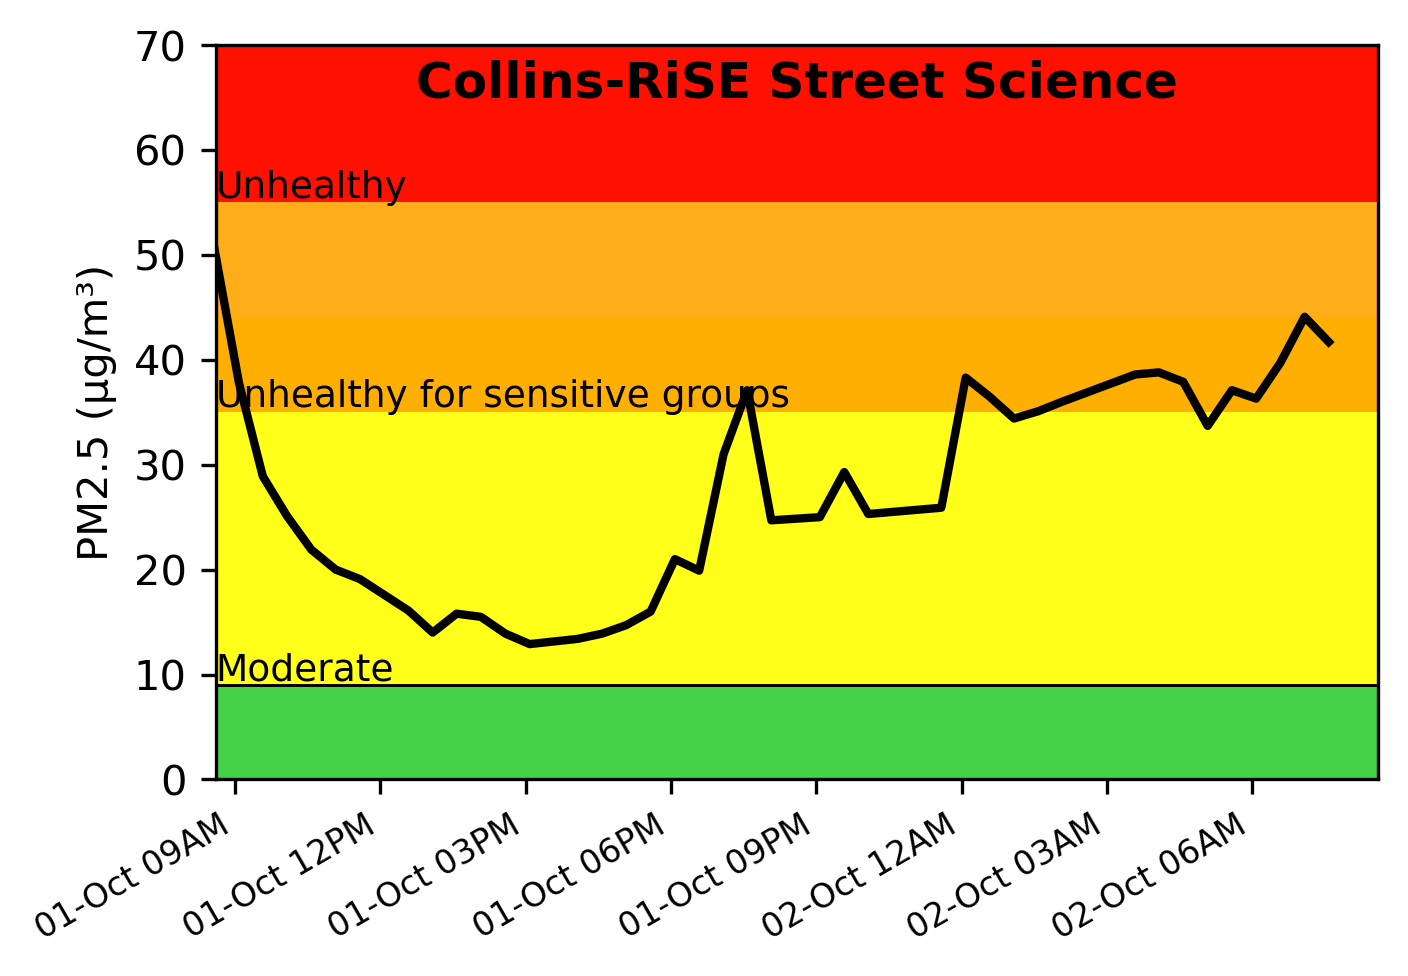 Collins-RiSE Street Science
70
60
Unhealthy
50
40
Unhealthy for sensitive groups
30
20
Moderate
10
0
PM2.5 (µg/m³)
01-Oct 09AM
01-Oct 12PM
01-Oct 03PM
01-Oct 06PM
01-Oct 09PM
02-Oct 12AM
02-Oct 03AM
02-Oct 06AM